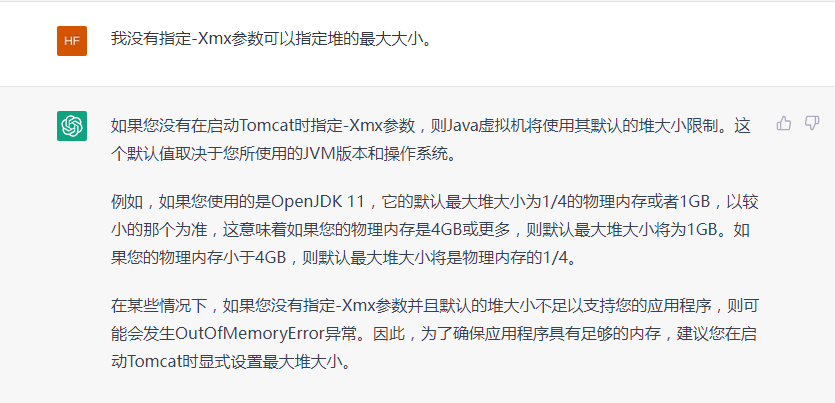 HF
我没有指定-Xmx参数可以指定堆的最大大小。
如果您没有在启动Tomcat时指定-Xmx参数，则Java虚拟机将使用其默认的堆大小限制。这
个默认值取决于您所使用的JVM版本和操作系统。
例如，如果您使用的是OpenJDK 11，它的默认最大堆大小为1/4的物理内存或者1GB，以较
小的那个为准，这意味着如果您的物理内存是4GB或更多，则默认最大堆大小将为1GB。如
果您的物理内存小于4GB，则默认最大堆大小将是物理内存的1/4。
在某些情况下，如果您没有指定-Xmx参数并且默认的堆大小不足以支持您的应用程序，则可
能会发生OutOfMemoryError异常。因此，为了确保应用程序具有足够的内存，建议您在启
动Tomcat时显式设置最大堆大小。